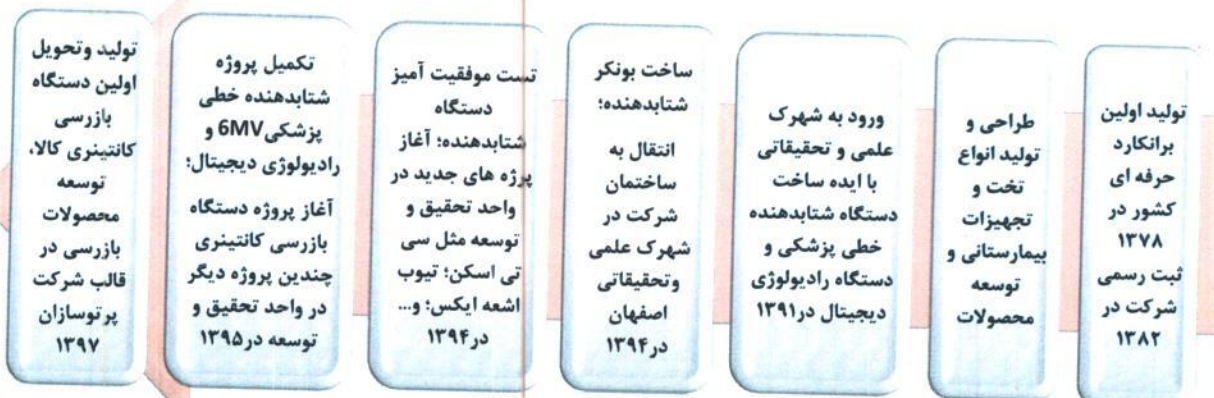 تولید اولین
برانکارد
حرفه ای
کشور در
۱۳۷۸
ثبت رسمی
شرکت در
۱۳۸۲
طراحی و
تولید انواع
تخت و
تجهیزات
بیمارستانی و
توسعه
محصولات
ورود به شهرک
علمی و تحقیقاتی
با ایده ساخت
دستگاه شتابدهنده
خطی پزشکی و
دستگاه رادیولوژی
دیجیتال در۱۳۹۱
ساخت بونکر
شتابدهنده؛
انتقال به
ساختمان
شرکت در
شهرک علمی
وتحقیقاتی
اصفهان
در۱۳۹۴
تست موفقیت آمیز
دستگاه
شتابدهنده؛ آغاز
پرژه های جدید در
واحد تحقیق و
توسعه مثل سی
تی اسکن؛ تیوب
اشعه ایکس؛ و...
در۱۳۹۴
تکمیل پروژه
شتابدهنده خطی
پزشکی6MV و
رادیولوژی دیجیتال؛
آغاز پروژه دستگاه
بازرسی کانتینری
چندین پروژه دیگر
در واحد تحقیق و
توسعه در۱۳۹۵
تولید وتحویل
اولین دستگاه
بازرسی
کانتینری کالا،
توسعه
محصولات
بازرسی در
قالب شرکت
پرتوسازان
۱۳۹۷